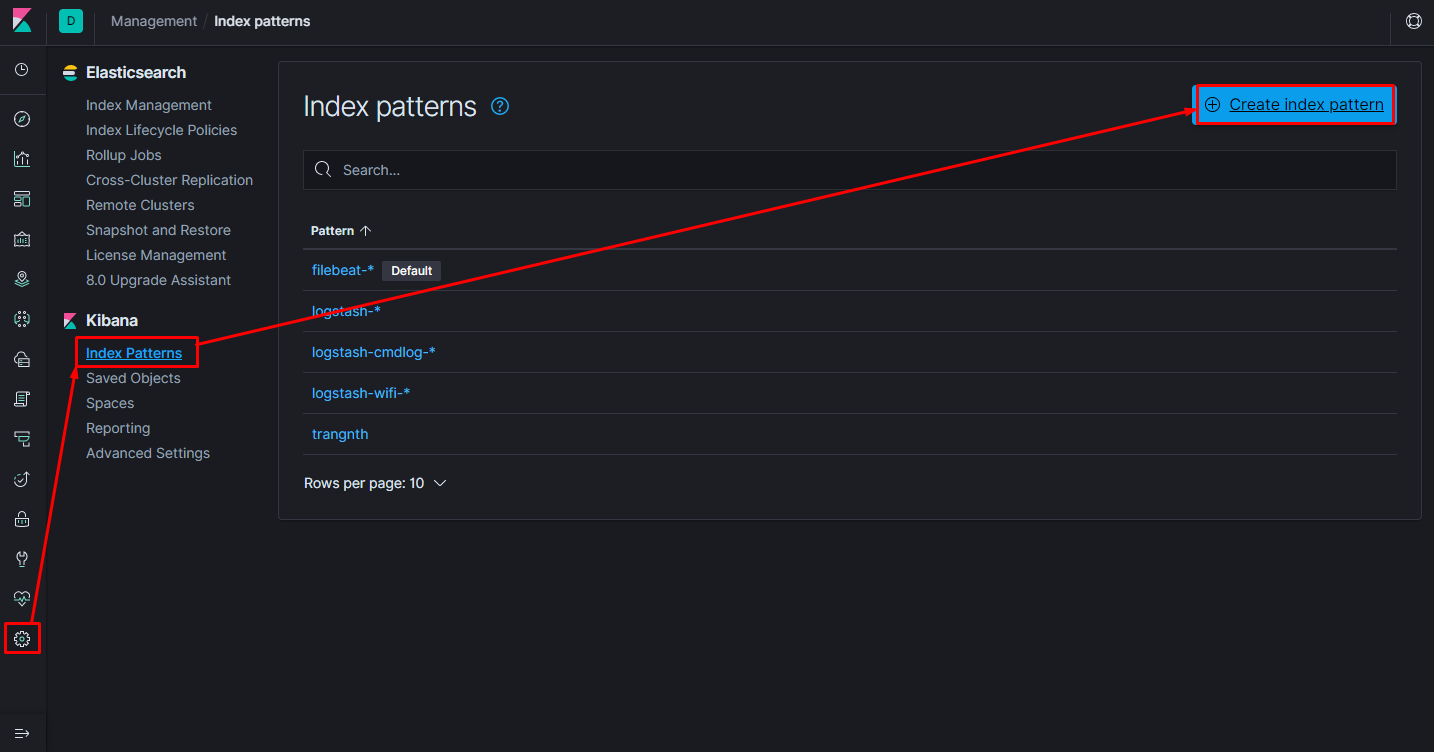 D Management / Index patterns
Elasticsearch
Index Management
Index Lifecycle Policies
Rollup Jobs
Cross-Cluster Replication
Remote Clusters
Snapshot and Restore
License Management
8.0 Upgrade Assistant
Kibana
Index Patterns
Saved Objects
Spaces
Reporting
Advanced Settings
Index patterns ?
Create index pattern
Search...
Pattern
filebeat-* Default
logstash-*
logstash-cmdlog-*
logstash-wifi-*
trangnth
Rows per page: 10